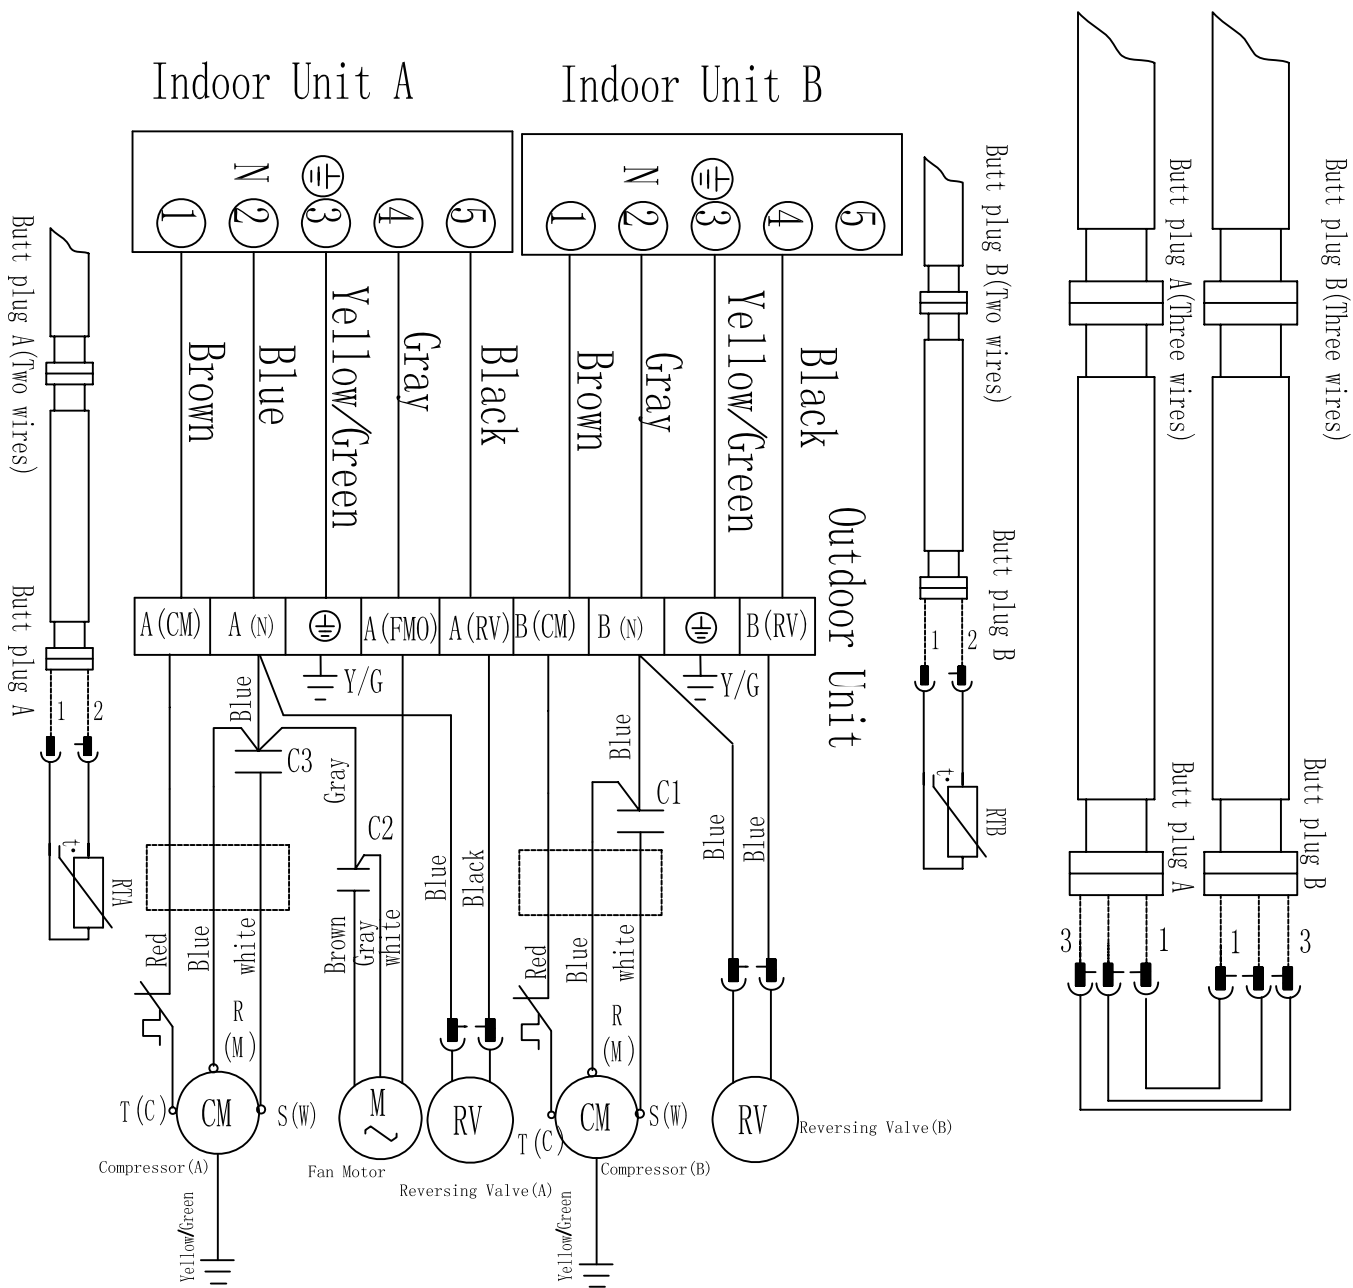 Indoor Unit A
Indoor Unit B
N
1
2
3
4
5
N
1
2
3
4
5
Brown
Blue
Yellow/Green
Gray
Black
Brown
Gray
Yellow/Green
Black
Outdoor Unit
A(CM)
A(N)
A(FMO)
A(RV)
B(CM)
B(N)
B(RV)
Y/G
Y/G
Blue
C3
Gray
C2
Blue
Black
Blue
C1
Blue
Blue
Red
Blue
white
Brown
Gray
white
Red
Blue
white
R
(M)
R
(M)
T(C)
CM
S(W)
M
RV
T(C)
CM
S(W)
RV
Compressor(A)
Fan Motor
Reversing Valve(A)
Compressor(B)
Reversing Valve(B)
Yellow/Green
Yellow/Green
Butt plug A(Two wires)
Butt plug A
1
2
t.
RTA
Butt plug B(Two wires)
Butt plug B
1
2
t.
RTB
Butt plug A(Three wires)
Butt plug A
3
1
Butt plug B(Three wires)
Butt plug B
1
3